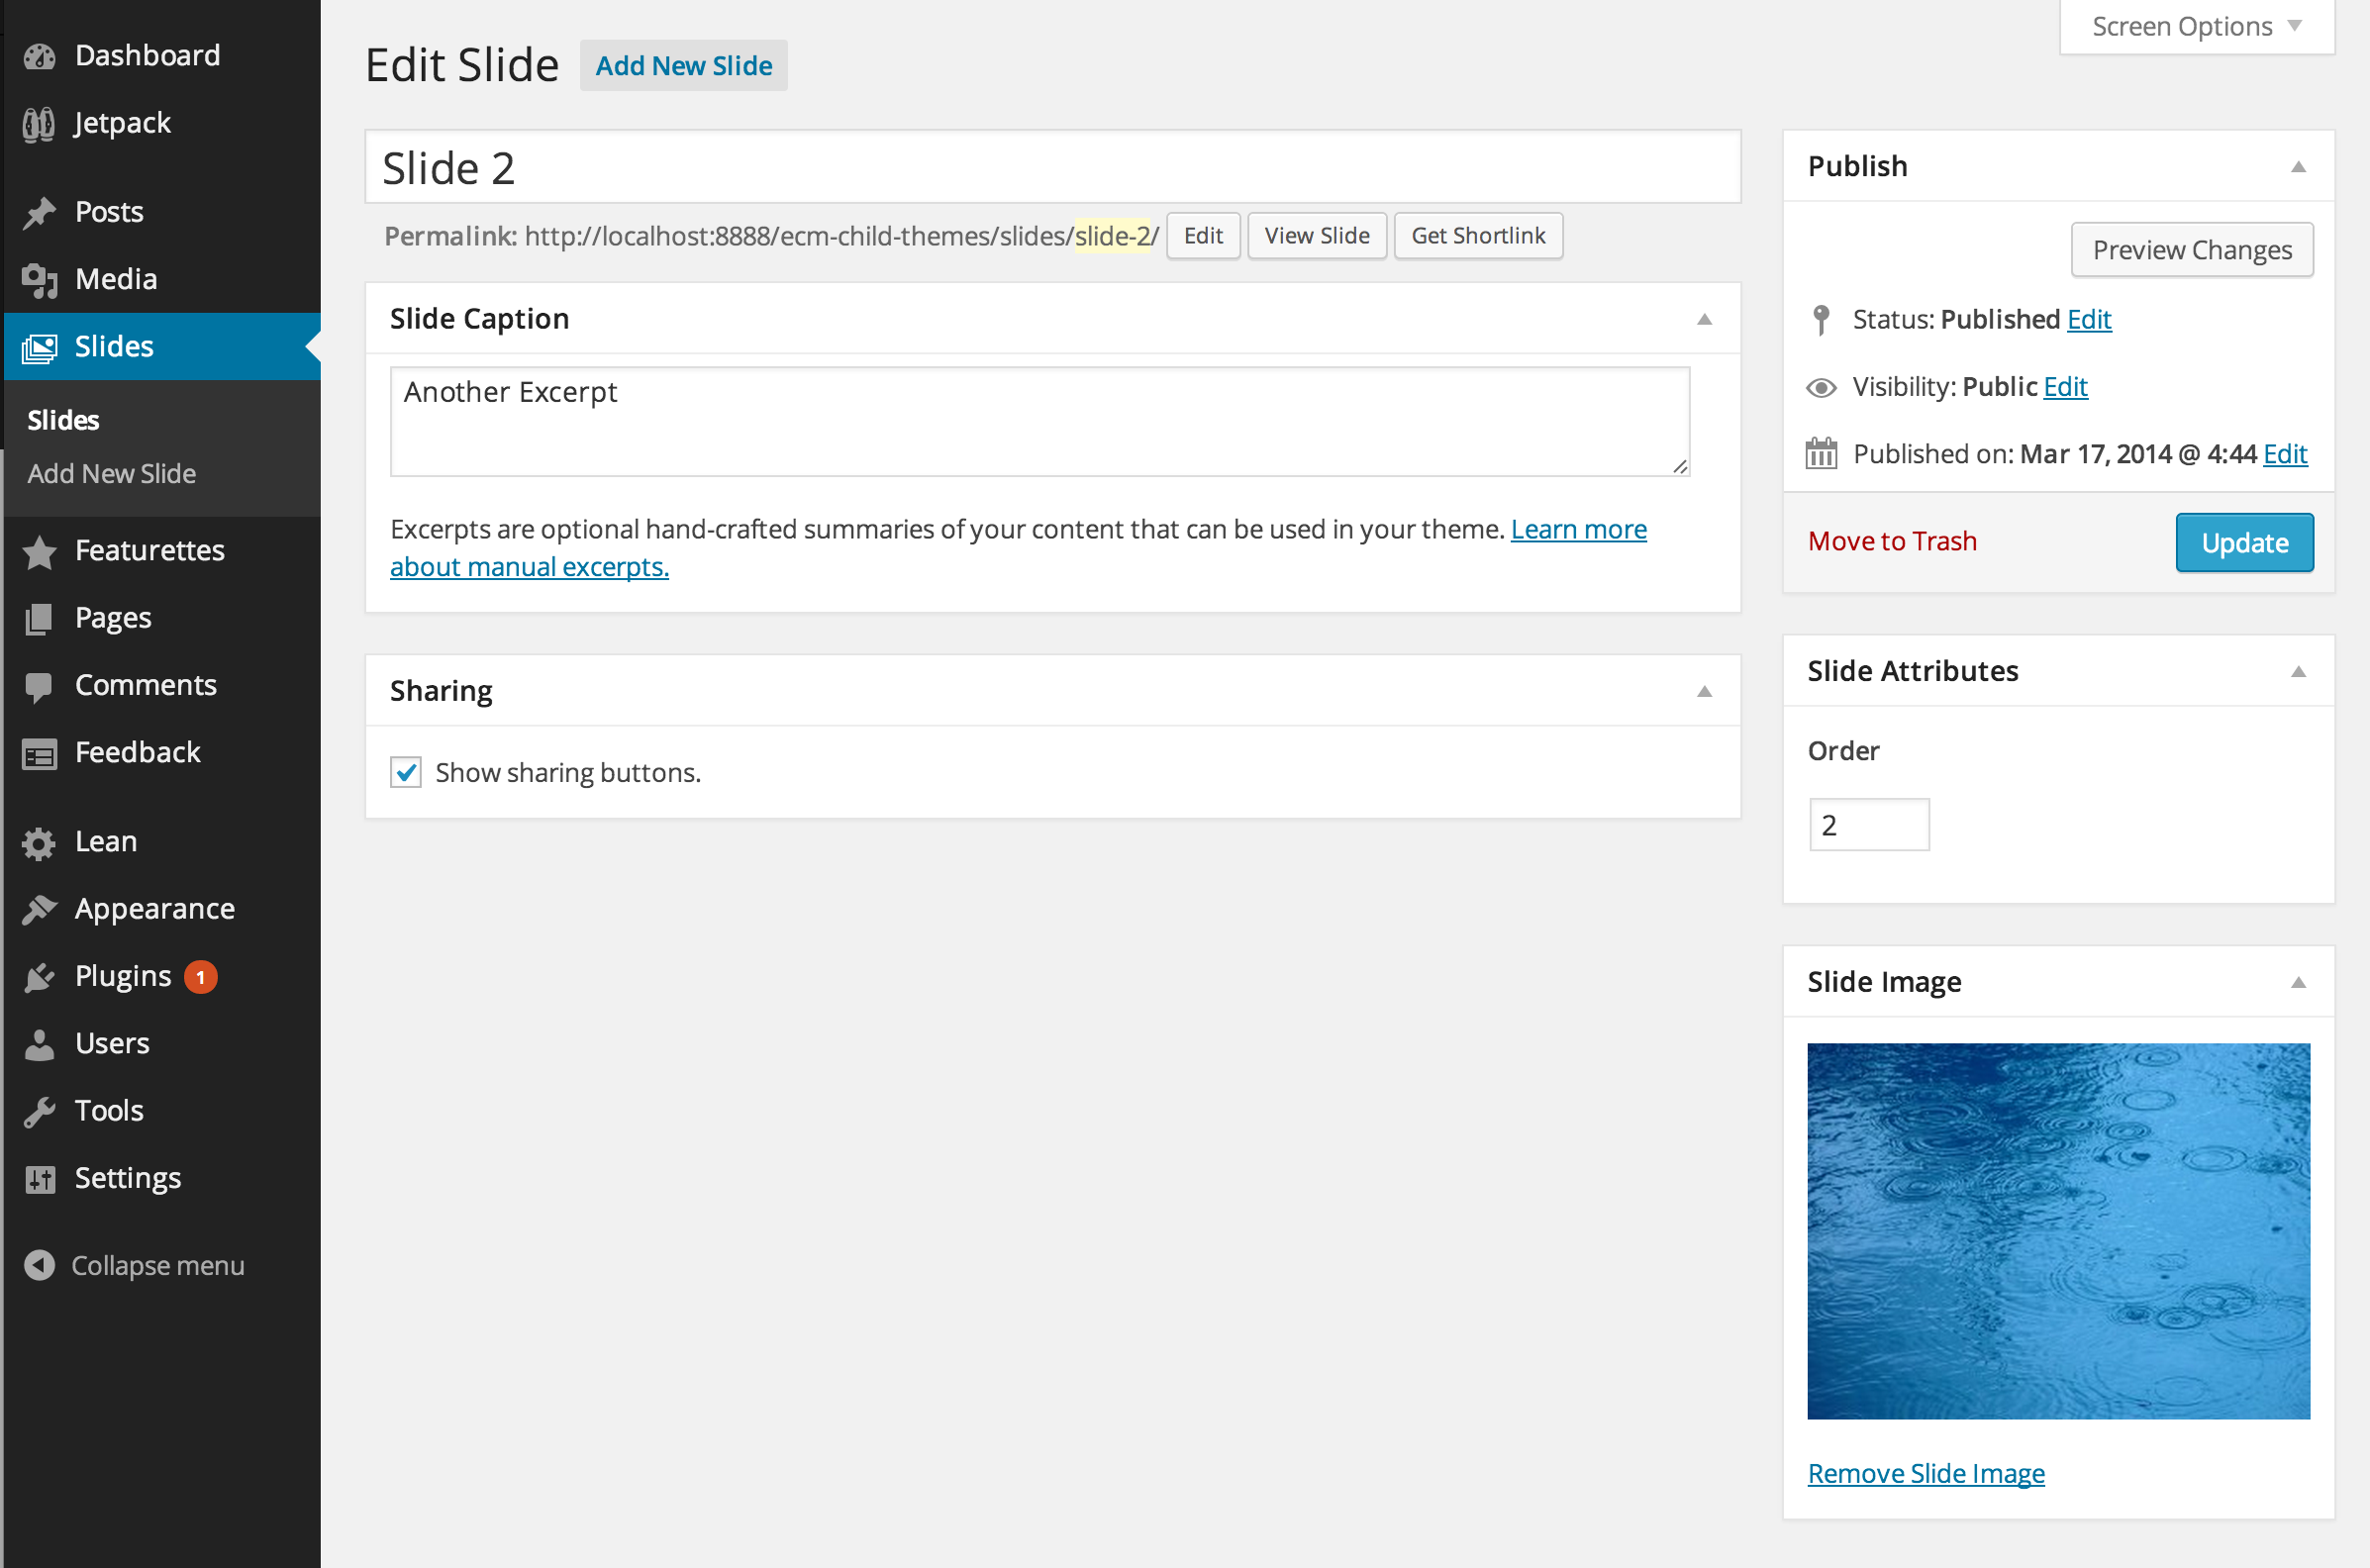 Dashboard
Jetpack
Posts
Media
Slides
Slides
Add New Slide
Featurettes
Pages
Comments
Feedback
Lean
Appearance
Plugins 1
Users
Tools
Settings
Collapse menu
Screen Options
Edit Slide Add New Slide
Slide 2
Permalink: http://localhost:8888/ecm-child-themes/slides/slide-2/ Edit View Slide Get Shortlink
Slide Caption
Another Excerpt
Excerpts are optional hand-crafted summaries of your content that can be used in your theme. Learn more
about manual excerpts.
Sharing
Show sharing buttons.
Publish
Preview Changes
Status: Published Edit
Visibility: Public Edit
Published on: Mar 17, 2014 @ 4:44 Edit
Move to Trash Update
Slide Attributes
Order
2
Slide Image
Remove Slide Image